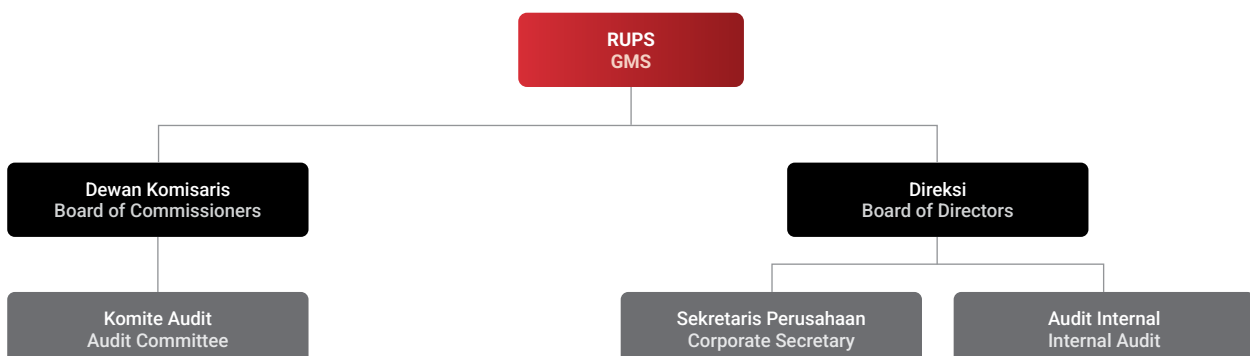 RUPS
GMS
Dewan Komisaris
Board of Commissioners
Direksi
Board of Directors
Komite Audit
Audit Committee
Sekretaris Perusahaan
Corporate Secretary
Audit Internal
Internal Audit